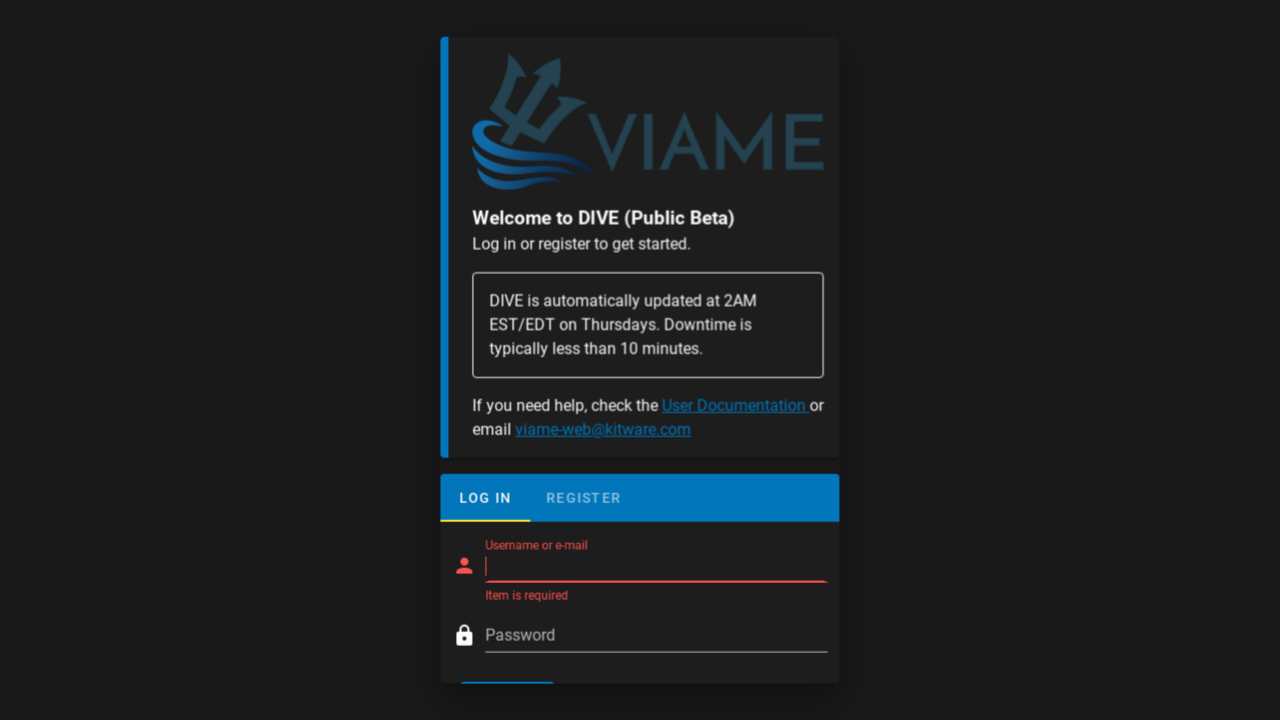 VIAME
Welcome to DIVE (Public Beta)
Log in or register to get started.
DIVE is automatically updated at 2AM
EST/EDT on Thursdays. Downtime is
typically less than 10 minutes.
If you need help, check the User Documentation or
email viame-web@kitware.com
LOG IN REGISTER
Username or e-mail
Item is required
Password